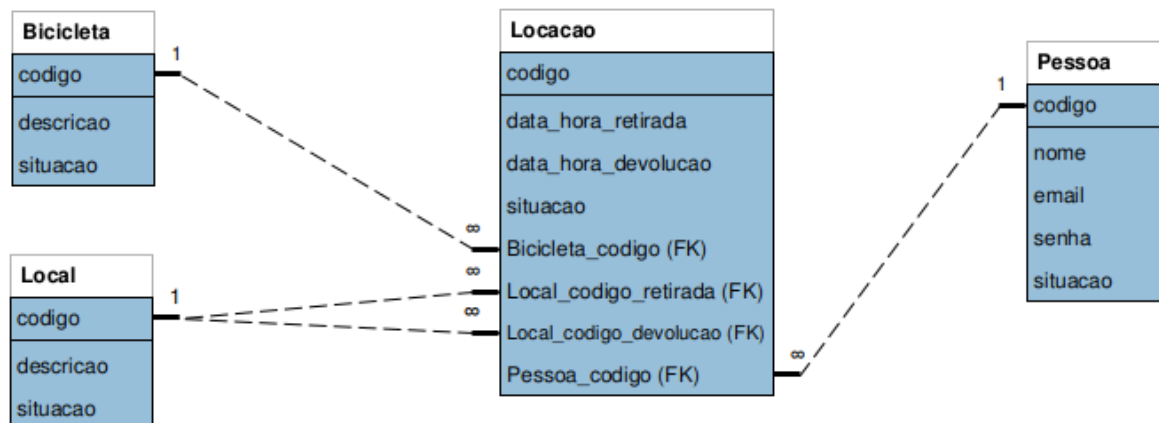 Bicicleta
codigo
descricao
situacao
1
Local
codigo
descricao
situacao
1
Locacao
codigo
data_hora_retirada
data_hora_devolucao
situacao
∞
Bicicleta_codigo (FK)
∞
Local_codigo_retirada (FK)
∞
Local_codigo_devolucao (FK)
Pessoa_codigo (FK)
∞
Pessoa
1
codigo
nome
email
senha
situacao